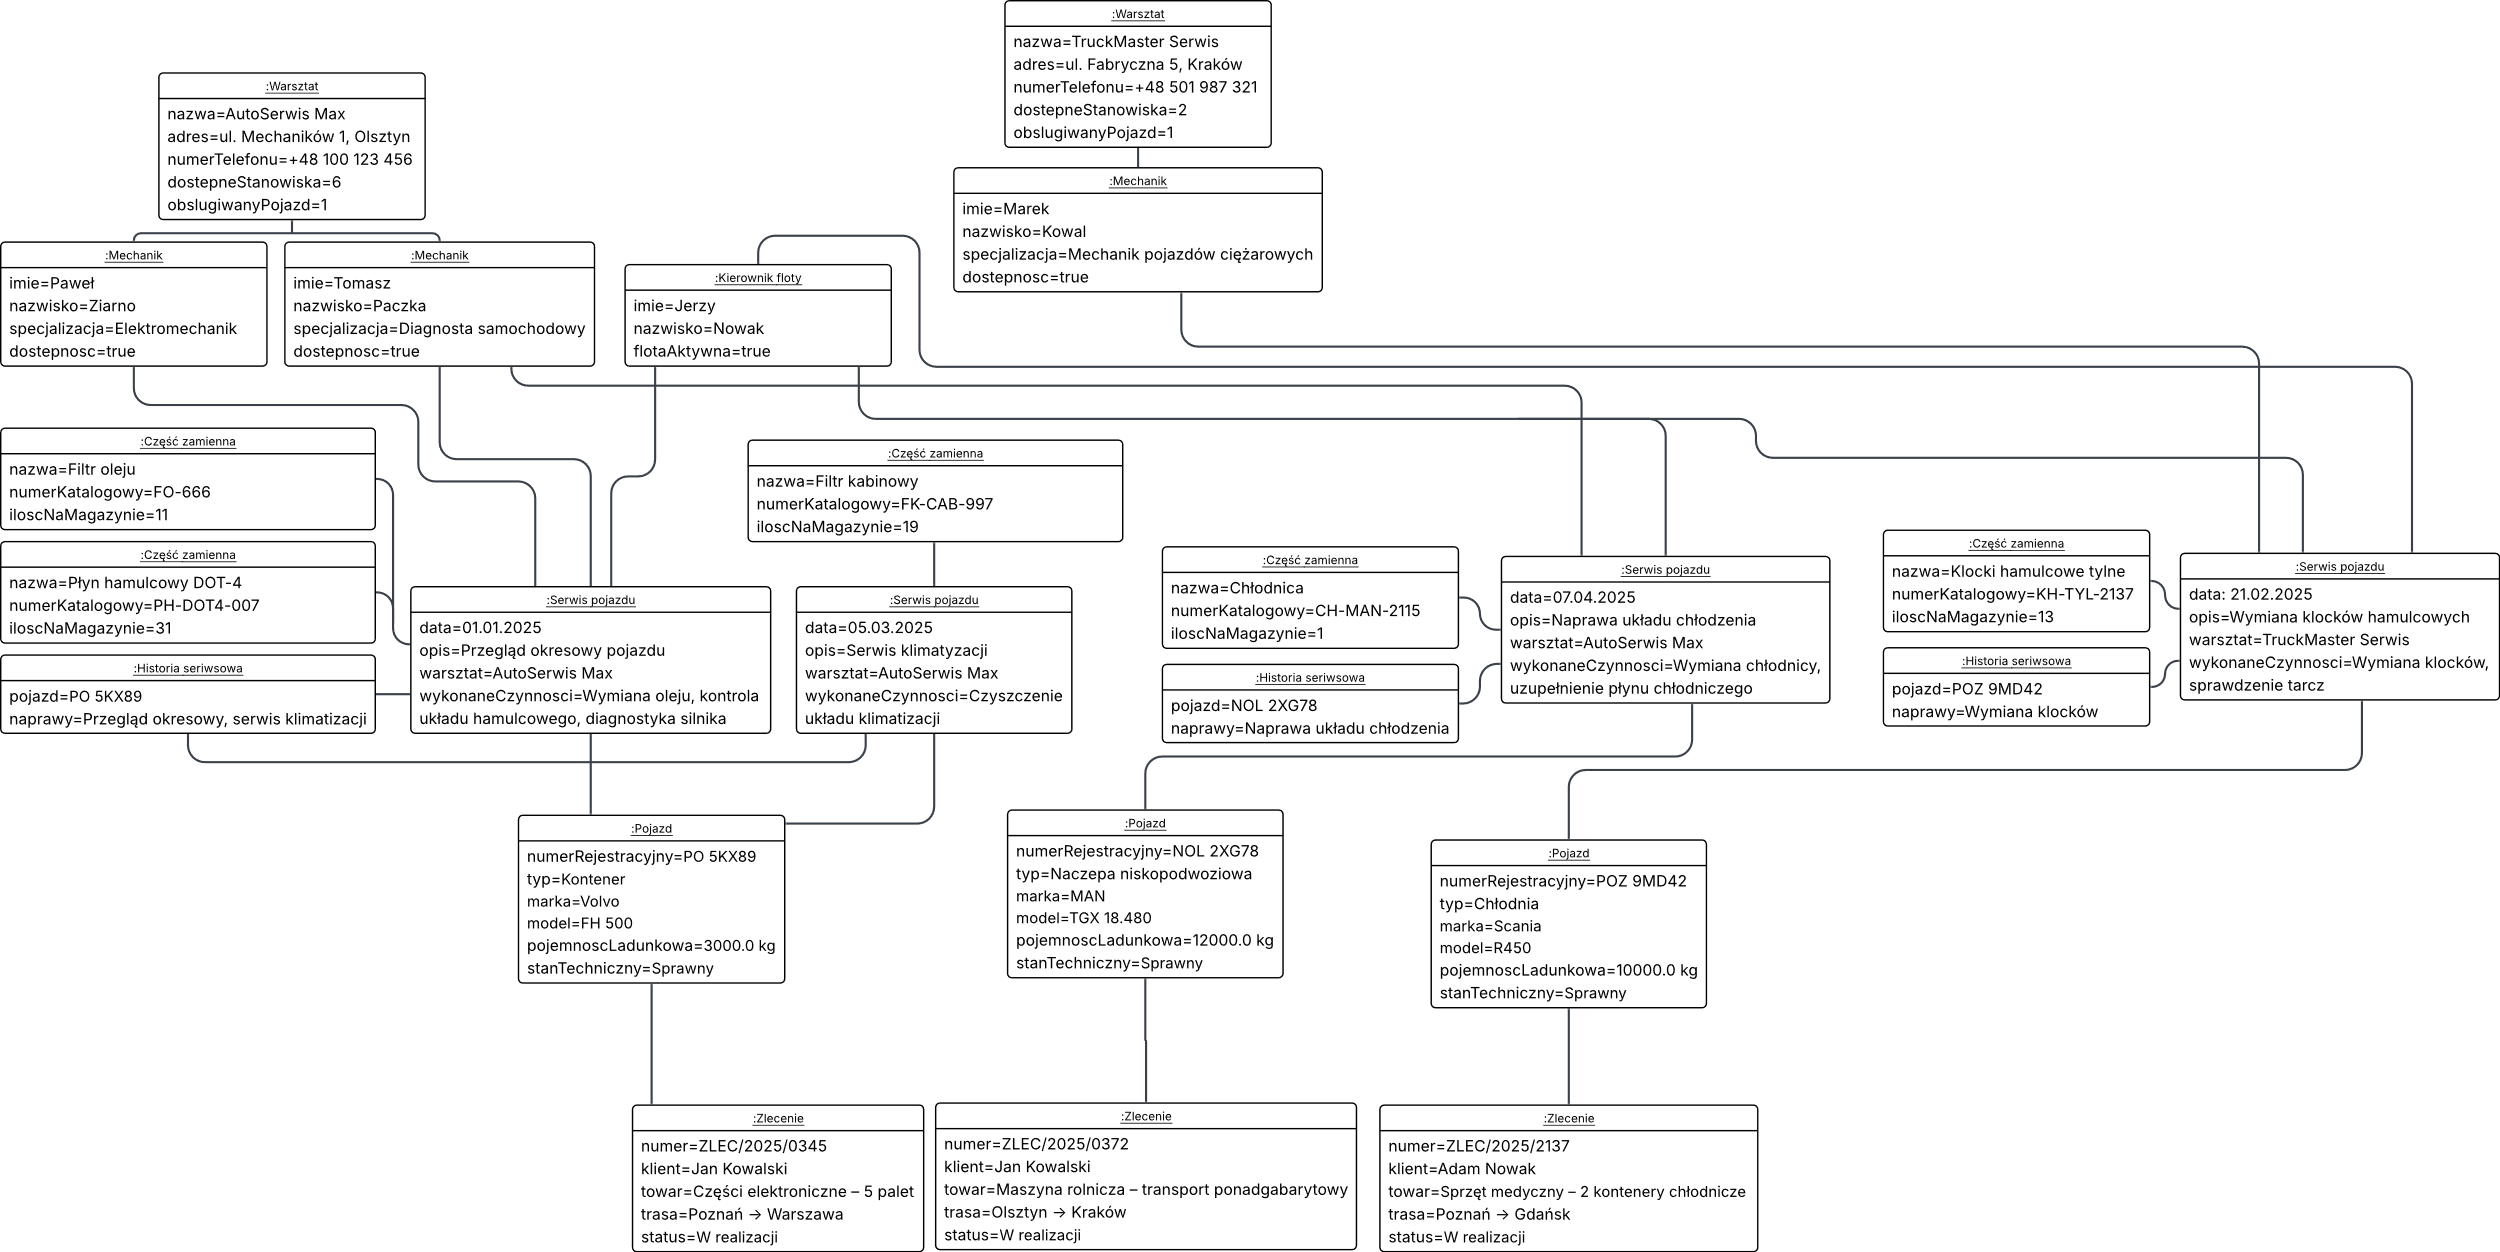 :Warsztat
nazwa=TruckMaster Serwis
adres=ul. Fabryczna 5, Kraków
numerTelefonu=+48 501 987 321
dostepneStanowiska=2
obslugiwanyPojazd=1
:Warsztat
nazwa=AutoSerwis Max
adres=ul. Mechaników 1, Olsztyn
numerTelefonu=+48 100 123 456
dostepneStanowiska=6
obslugiwanyPojazd=1
:Mechanik
imie=Marek
nazwisko=Kowal
specjalizacja=Mechanik pojazdów ciężarowych
dostepnosc=true
:Mechanik
imie=Paweł
nazwisko=Ziarno
specjalizacja=Elektromechanik
dostepnosc=true
:Mechanik
imie=Tomasz
nazwisko=Paczka
specjalizacja=Diagnosta samochodowy
dostepnosc=true
:Kierownik floty
imie=Jerzy
nazwisko=Nowak
flotaAktywna=true
:Część zamienna
nazwa=Filtr oleju
numerKatalogowy=FO-666
iloscNaMagazynie=11
:Część zamienna
nazwa=Filtr kabinowy
numerKatalogowy=FK-CAB-997
iloscNaMagazynie=19
:Część zamienna
nazwa=Płyn hamulcowy DOT-4
numerKatalogowy=PH-DOT4-007
iloscNaMagazynie=31
:Historia seriwsowa
pojazd=PO 5KX89
naprawy=Przegląd okresowy, serwis klimatizacji
:Serwis pojazdu
data=01.01.2025
opis=Przegląd okresowy pojazdu
warsztat=AutoSerwis Max
wykonaneCzynnosci=Wymiana oleju, kontrola
układu hamulcowego, diagnostyka silnika
:Serwis pojazdu
data=05.03.2025
opis=Serwis klimatyzacji
warsztat=AutoSerwis Max
wykonaneCzynnosci=Czyszczenie
układu klimatizacji
:Część zamienna
nazwa=Chłodnica
numerKatalogowy=CH-MAN-2115
iloscNaMagazynie=1
:Historia seriwsowa
pojazd=NOL 2XG78
naprawy=Naprawa układu chłodzenia
:Serwis pojazdu
data=07.04.2025
opis=Naprawa układu chłodzenia
warsztat=AutoSerwis Max
wykonaneCzynnosci=Wymiana chłodnicy,
uzupełnienie płynu chłodniczego
:Część zamienna
nazwa=Klocki hamulcowe tylne
numerKatalogowy=KH-TYL-2137
iloscNaMagazynie=13
:Historia seriwsowa
pojazd=POZ 9MD42
naprawy=Wymiana klocków
:Serwis pojazdu
data: 21.02.2025
opis=Wymiana klocków hamulcowych
warsztat=TruckMaster Serwis
wykonaneCzynnosci=Wymiana klocków,
sprawdzenie tarcz
:Pojazd
numerRejestracyjny=PO 5KX89
typ=Kontener
marka=Volvo
model=FH 500
pojemnoscLadunkowa=3000.0 kg
stanTechniczny=Sprawny
:Pojazd
numerRejestracyjny=NOL 2XG78
typ=Naczepa niskopodwoziowa
marka=MAN
model=TGX 18.480
pojemnoscLadunkowa=12000.0 kg
stanTechniczny=Sprawny
:Pojazd
numerRejestracyjny=POZ 9MD42
typ=Chłodnia
marka=Scania
model=R450
pojemnoscLadunkowa=10000.0 kg
stanTechniczny=Sprawny
:Zlecenie
numer=ZLEC/2025/0345
klient=Jan Kowalski
towar=Części elektroniczne – 5 palet
trasa=Poznań → Warszawa
status=W realizacji
:Zlecenie
numer=ZLEC/2025/0372
klient=Jan Kowalski
towar=Maszyna rolnicza – transport ponadgabarytowy
trasa=Olsztyn → Kraków
status=W realizacji
:Zlecenie
numer=ZLEC/2025/2137
klient=Adam Nowak
towar=Sprzęt medyczny – 2 kontenery chłodnicze
trasa=Poznań → Gdańsk
status=W realizacji